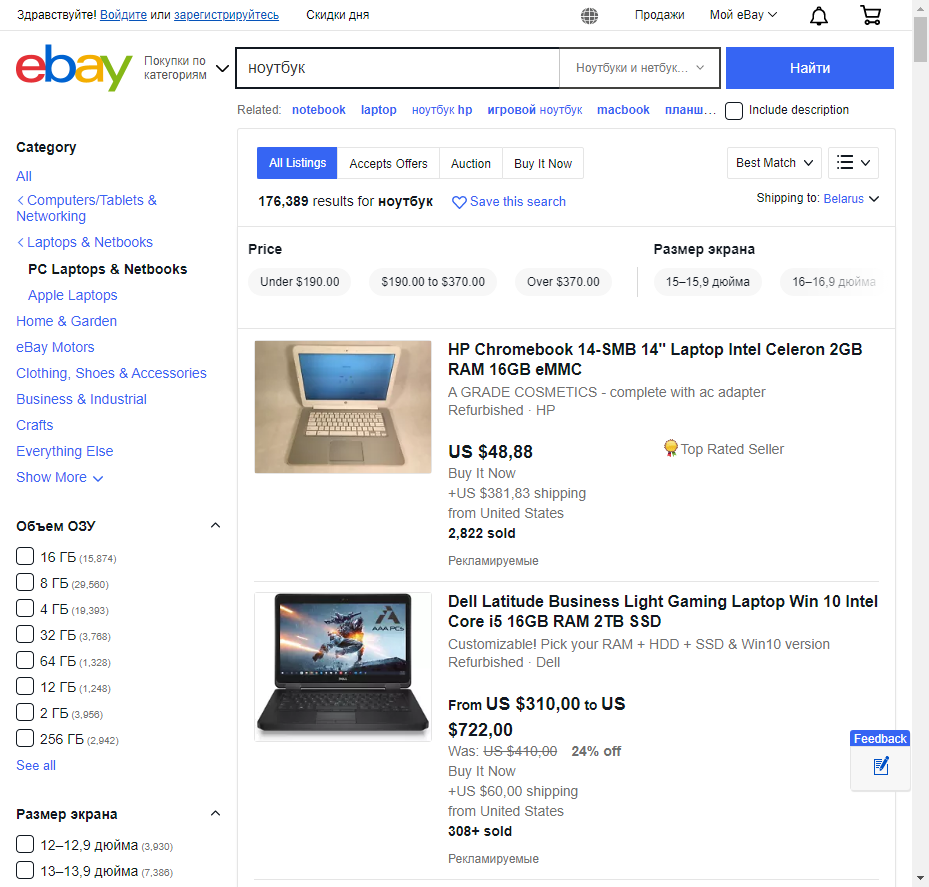 Здравствуйте! Войдите или зарегистрируйтесь
Скидки дня
Продажи
Мой eBay
ebay
Покупки по категориям
ноутбук
Ноутбуки и нетбук...
Найти
Related: notebook laptop ноутбук hp игровой ноутбук macbook планш...
Include description
Category
All
Computers/Tablets &
Networking
Laptops & Netbooks
PC Laptops & Netbooks
Apple Laptops
Home & Garden
eBay Motors
Clothing, Shoes & Accessories
Business & Industrial
Crafts
Everything Else
Show More
Объем ОЗУ
16 ГБ (15,874)
8 ГБ (29,560)
4 ГБ (19,393)
32 ГБ (3,768)
64 ГБ (1,328)
12 ГБ (1,248)
2 ГБ (3,956)
256 ГБ (2,942)
See all
Размер экрана
12–12,9 дюйма (3,930)
13–13,9 дюйма (7,386)
All Listings
Accepts Offers
Auction
Buy It Now
Best Match
176,389 results for ноутбук
Save this search
Shipping to: Belarus
Price
Under $190.00
$190.00 to $370.00
Over $370.00
Размер экрана
15–15,9 дюйма
16–16,9 дюйма
HP Chromebook 14-SMB 14" Laptop Intel Celeron 2GB
RAM 16GB eMMC
A GRADE COSMETICS - complete with ac adapter
Refurbished · HP
US $48,88
Top Rated Seller
Buy It Now
+US $381,83 shipping
from United States
2,822 sold
Рекламируемые
AAA PCs
Dell Latitude Business Light Gaming Laptop Win 10 Intel
Core i5 16GB RAM 2TB SSD
Customizable! Pick your RAM + HDD + SSD & Win10 version
Refurbished · Dell
From US $310,00 to US
$722,00
Was: US $410,00 24% off
Buy It Now
+US $60,00 shipping
from United States
308+ sold
Рекламируемые
Feedback